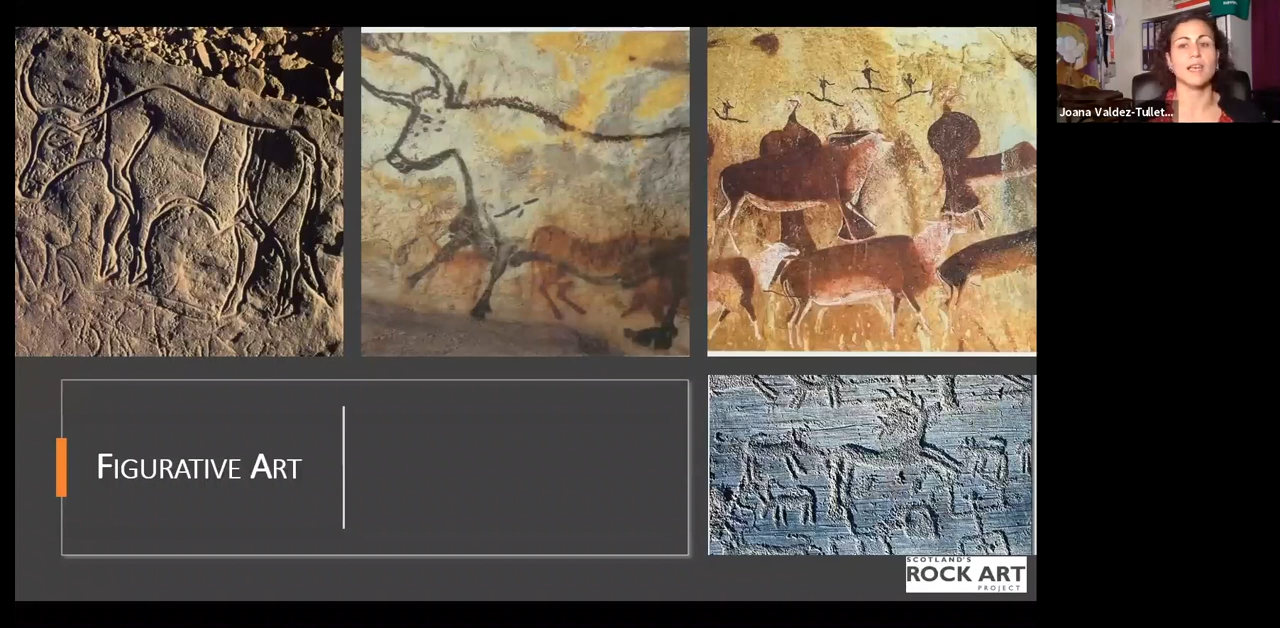 Joana Valdez-Tullet...
FIGURATIVE ART
SCOTLAND'S
ROCK ART
PROJECT